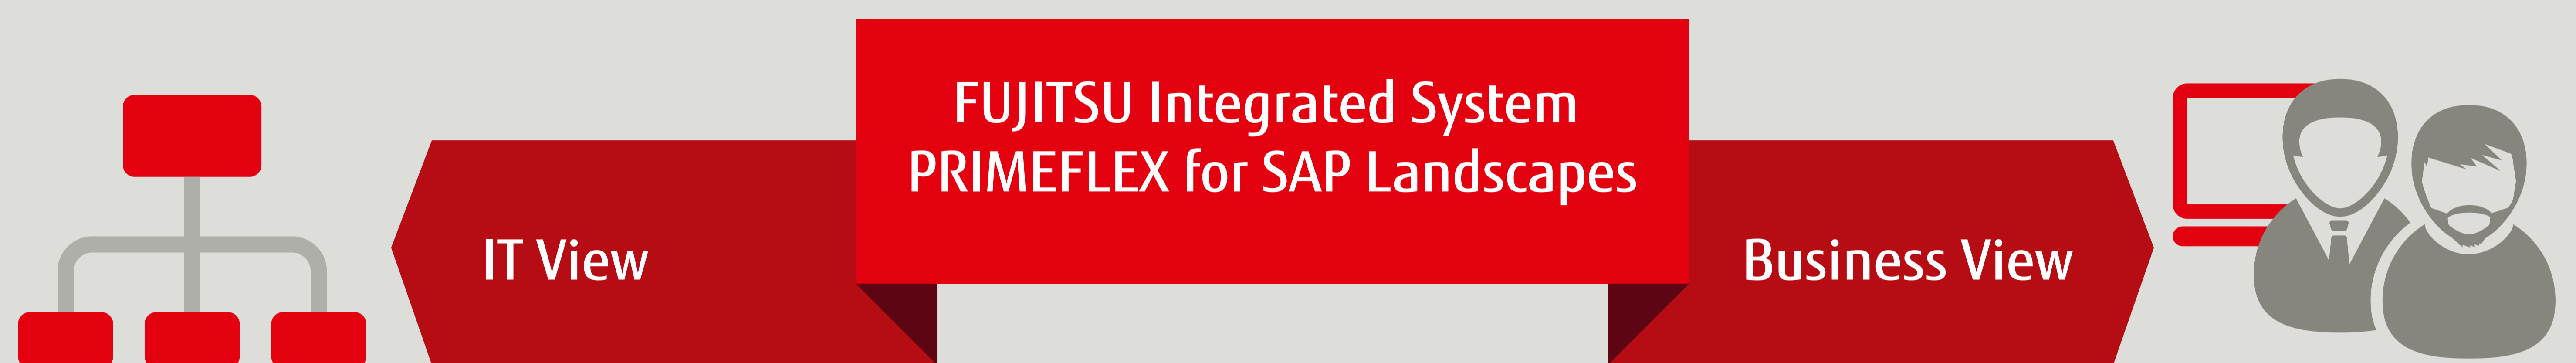 FUJITSU Integrated System
PRIMEFLEX for SAP Landscapes
IT View
Business View